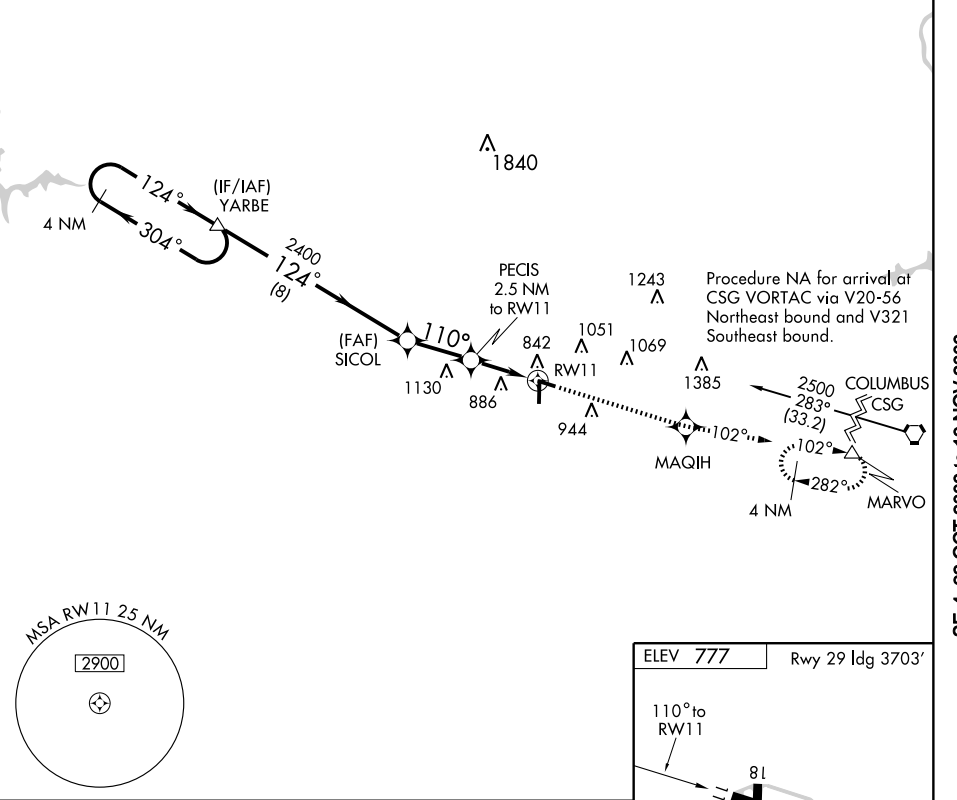 1840
(IF/IAF)
YARBE
124°
4 NM
304°
2400
124°
(8)
PECIS
2.5 NM
to RW11
(FAF)
SICOL
110°
1130
886
842
RW11
1051
1243
1069
944
1385
Procedure NA for arrival at
CSG VORTAC via V20-56
Northeast bound and V321
Southeast bound.
2500
283°
(33.2)
COLUMBUS
CSG
MAQIH
102°
102°
282°
4 NM
MARVO
MSA RW11 25 NM
2900
ELEV 777
Rwy 29 ldg 3703'
110° to
RW11
18